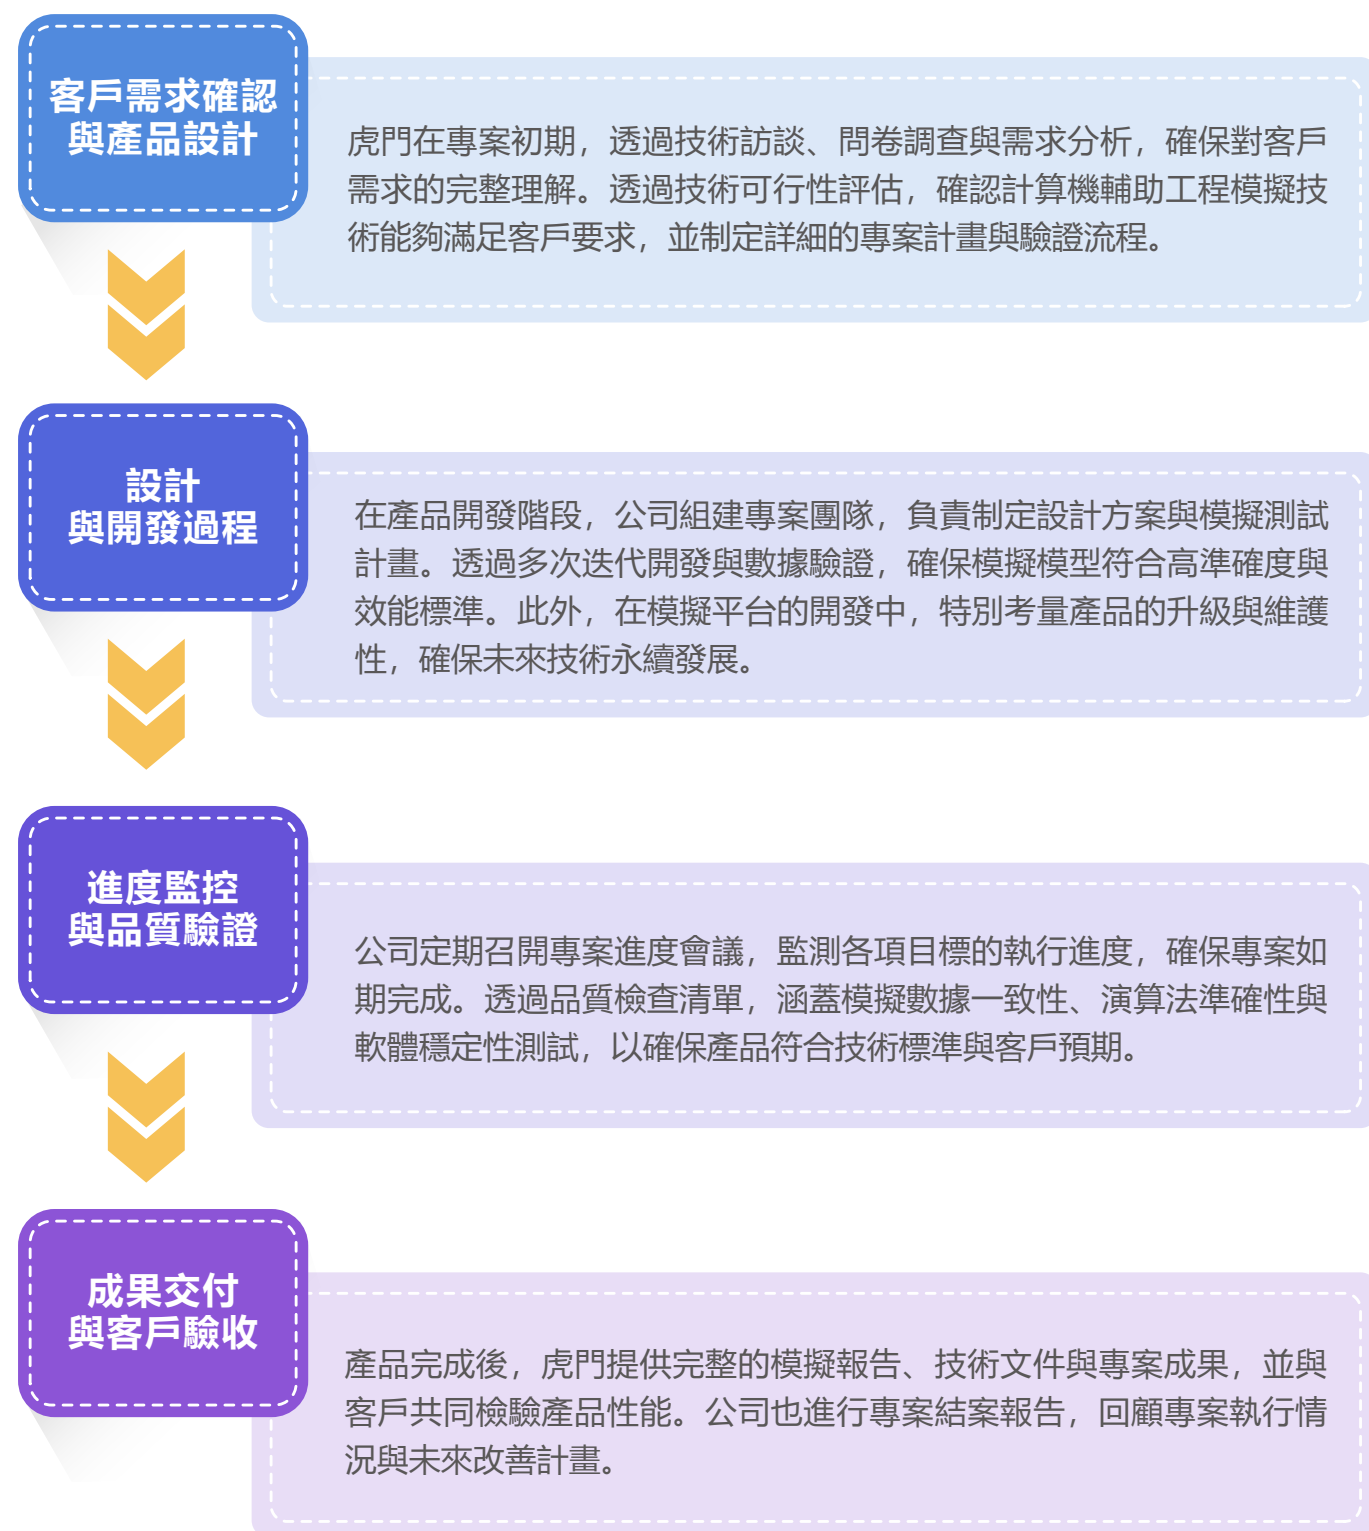 客戶需求確認
與產品設計
虎門在專案初期，透過技術訪談、問卷調查與需求分析，確保對客戶
需求的完整理解。透過技術可行性評估，確認計算機輔助工程模擬技
術能夠滿足客戶要求，並制定詳細的專案計畫與驗證流程。
設計
與開發過程
在產品開發階段，公司組建專案團隊，負責制定設計方案與模擬測試
計畫。透過多次迭代開發與數據驗證，確保模擬模型符合高準確度與
效能標準。此外，在模擬平台的開發中，特別考量產品的升級與維護
性，確保未來技術永續發展。
進度監控
與品質驗證
公司定期召開專案進度會議，監測各項目標的執行進度，確保專案如
期完成。透過品質檢查清單，涵蓋模擬數據一致性、演算法準確性與
軟體穩定性測試，以確保產品符合技術標準與客戶預期。
成果交付
與客戶驗收
產品完成後，虎門提供完整的模擬報告、技術文件與專案成果，並與
客戶共同檢驗產品性能。公司也進行專案結案報告，回顧專案執行情
況與未來改善計畫。